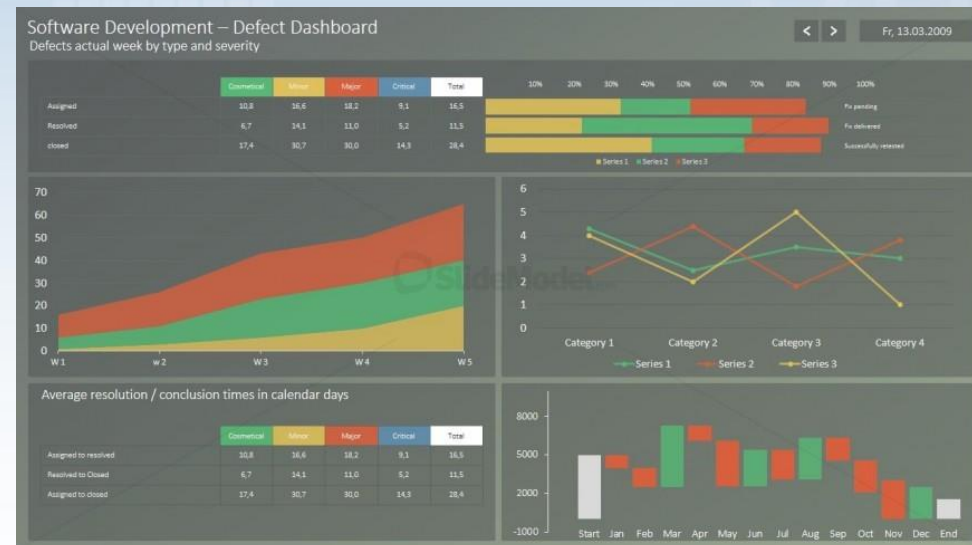 Software Development – Defect Dashboard
Defects actual week by type and severity
< > Fr, 13.03.2009
Cosmetical Minor Major Critical Total
Assigned 10,8 16,6 18,2 9,1 16,5
Resolved 6,7 14,1 11,0 5,2 11,5
closed 17,4 30,7 30,0 14,3 28,4
10% 20% 30% 40% 50% 60% 70% 80% 90% 100%
Fix pending
Fix delivered
Successfully retested
Series 1 Series 2 Series 3
70
60
50
40
30
20
10
0
W1 w2 W3 W4 W5
6
5
4
3
2
1
0
Category 1 Category 2 Category 3 Category 4
Series 1 Series 2 Series 3
SlideModel
Average resolution / conclusion times in calendar days
Cosmetical Minor Major Critical Total
Assigned to resolved 10,8 16,6 18,2 9,1 16,5
Resolved to Closed 6,7 14,1 11,0 5,2 11,5
Assigned to closed 17,4 30,7 30,0 14,3 28,4
8000
5000
2000
-1000
Start Jan Feb Mar Apr May Jun Jul Aug Sep Oct Nov Dec End